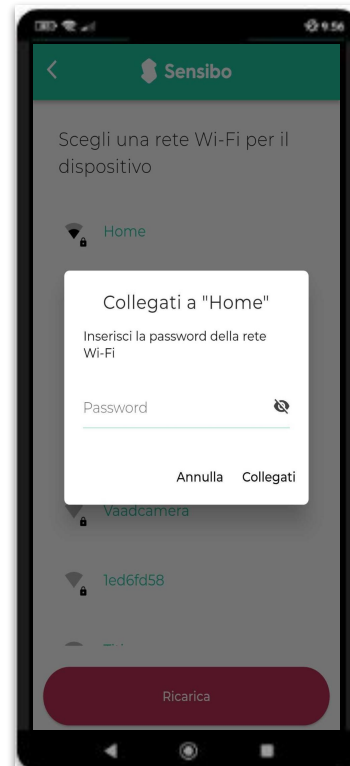 9:56
Sensibo
Scegli una rete Wi-Fi per il
dispositivo
Home
Collegati a "Home"
Inserisci la password della rete
Wi-Fi
Password
Annulla Collegati
Vaadcamera
1ed6fd58
Ricarica